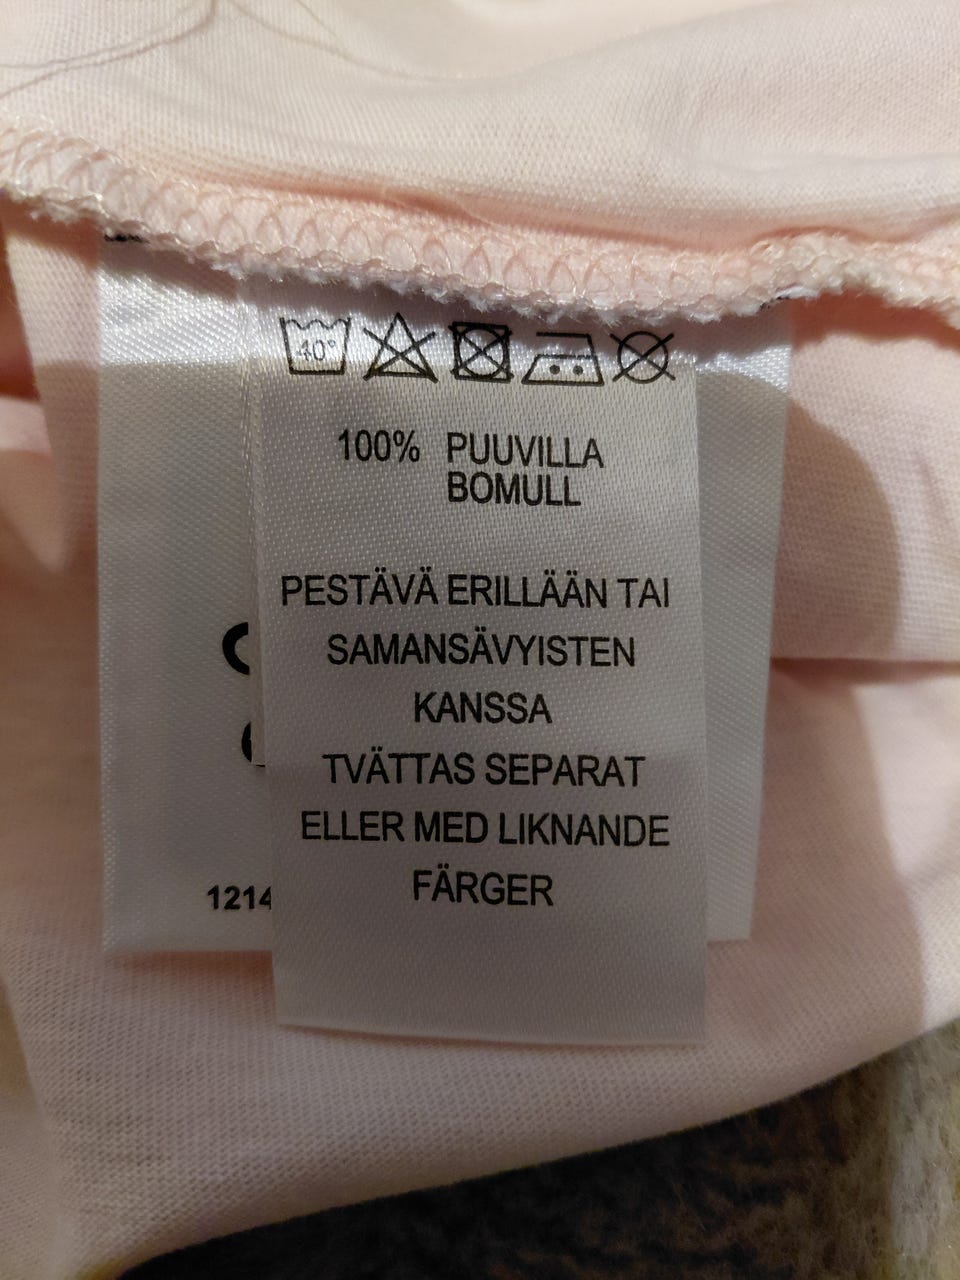 40°
100% PUUVILLA
BOMULL
PESTÄVÄ ERILLÄÄN TAI
SAMANSÄVYISTEN
KANSSA
TVÄTTAS SEPARAT
ELLER MED LIKNANDE
FÄRGER
1214